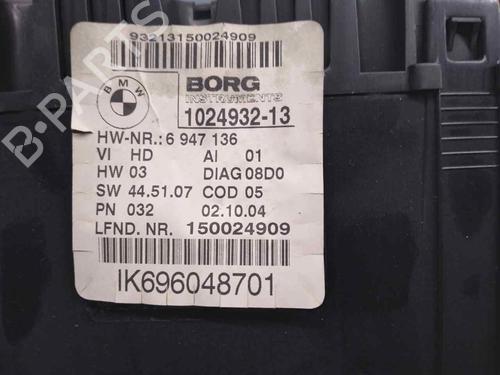 93213150024909
BMW
BORG
INSTRUMENTS
1024932-13
HW-NR.: 6 947 136
VI HD AI 01
HW 03 DIAG 08D0
SW 44.51.07 COD 05
PN 032 02.10.04
LFND. NR. 150024909
IK696048701
B-PARTS